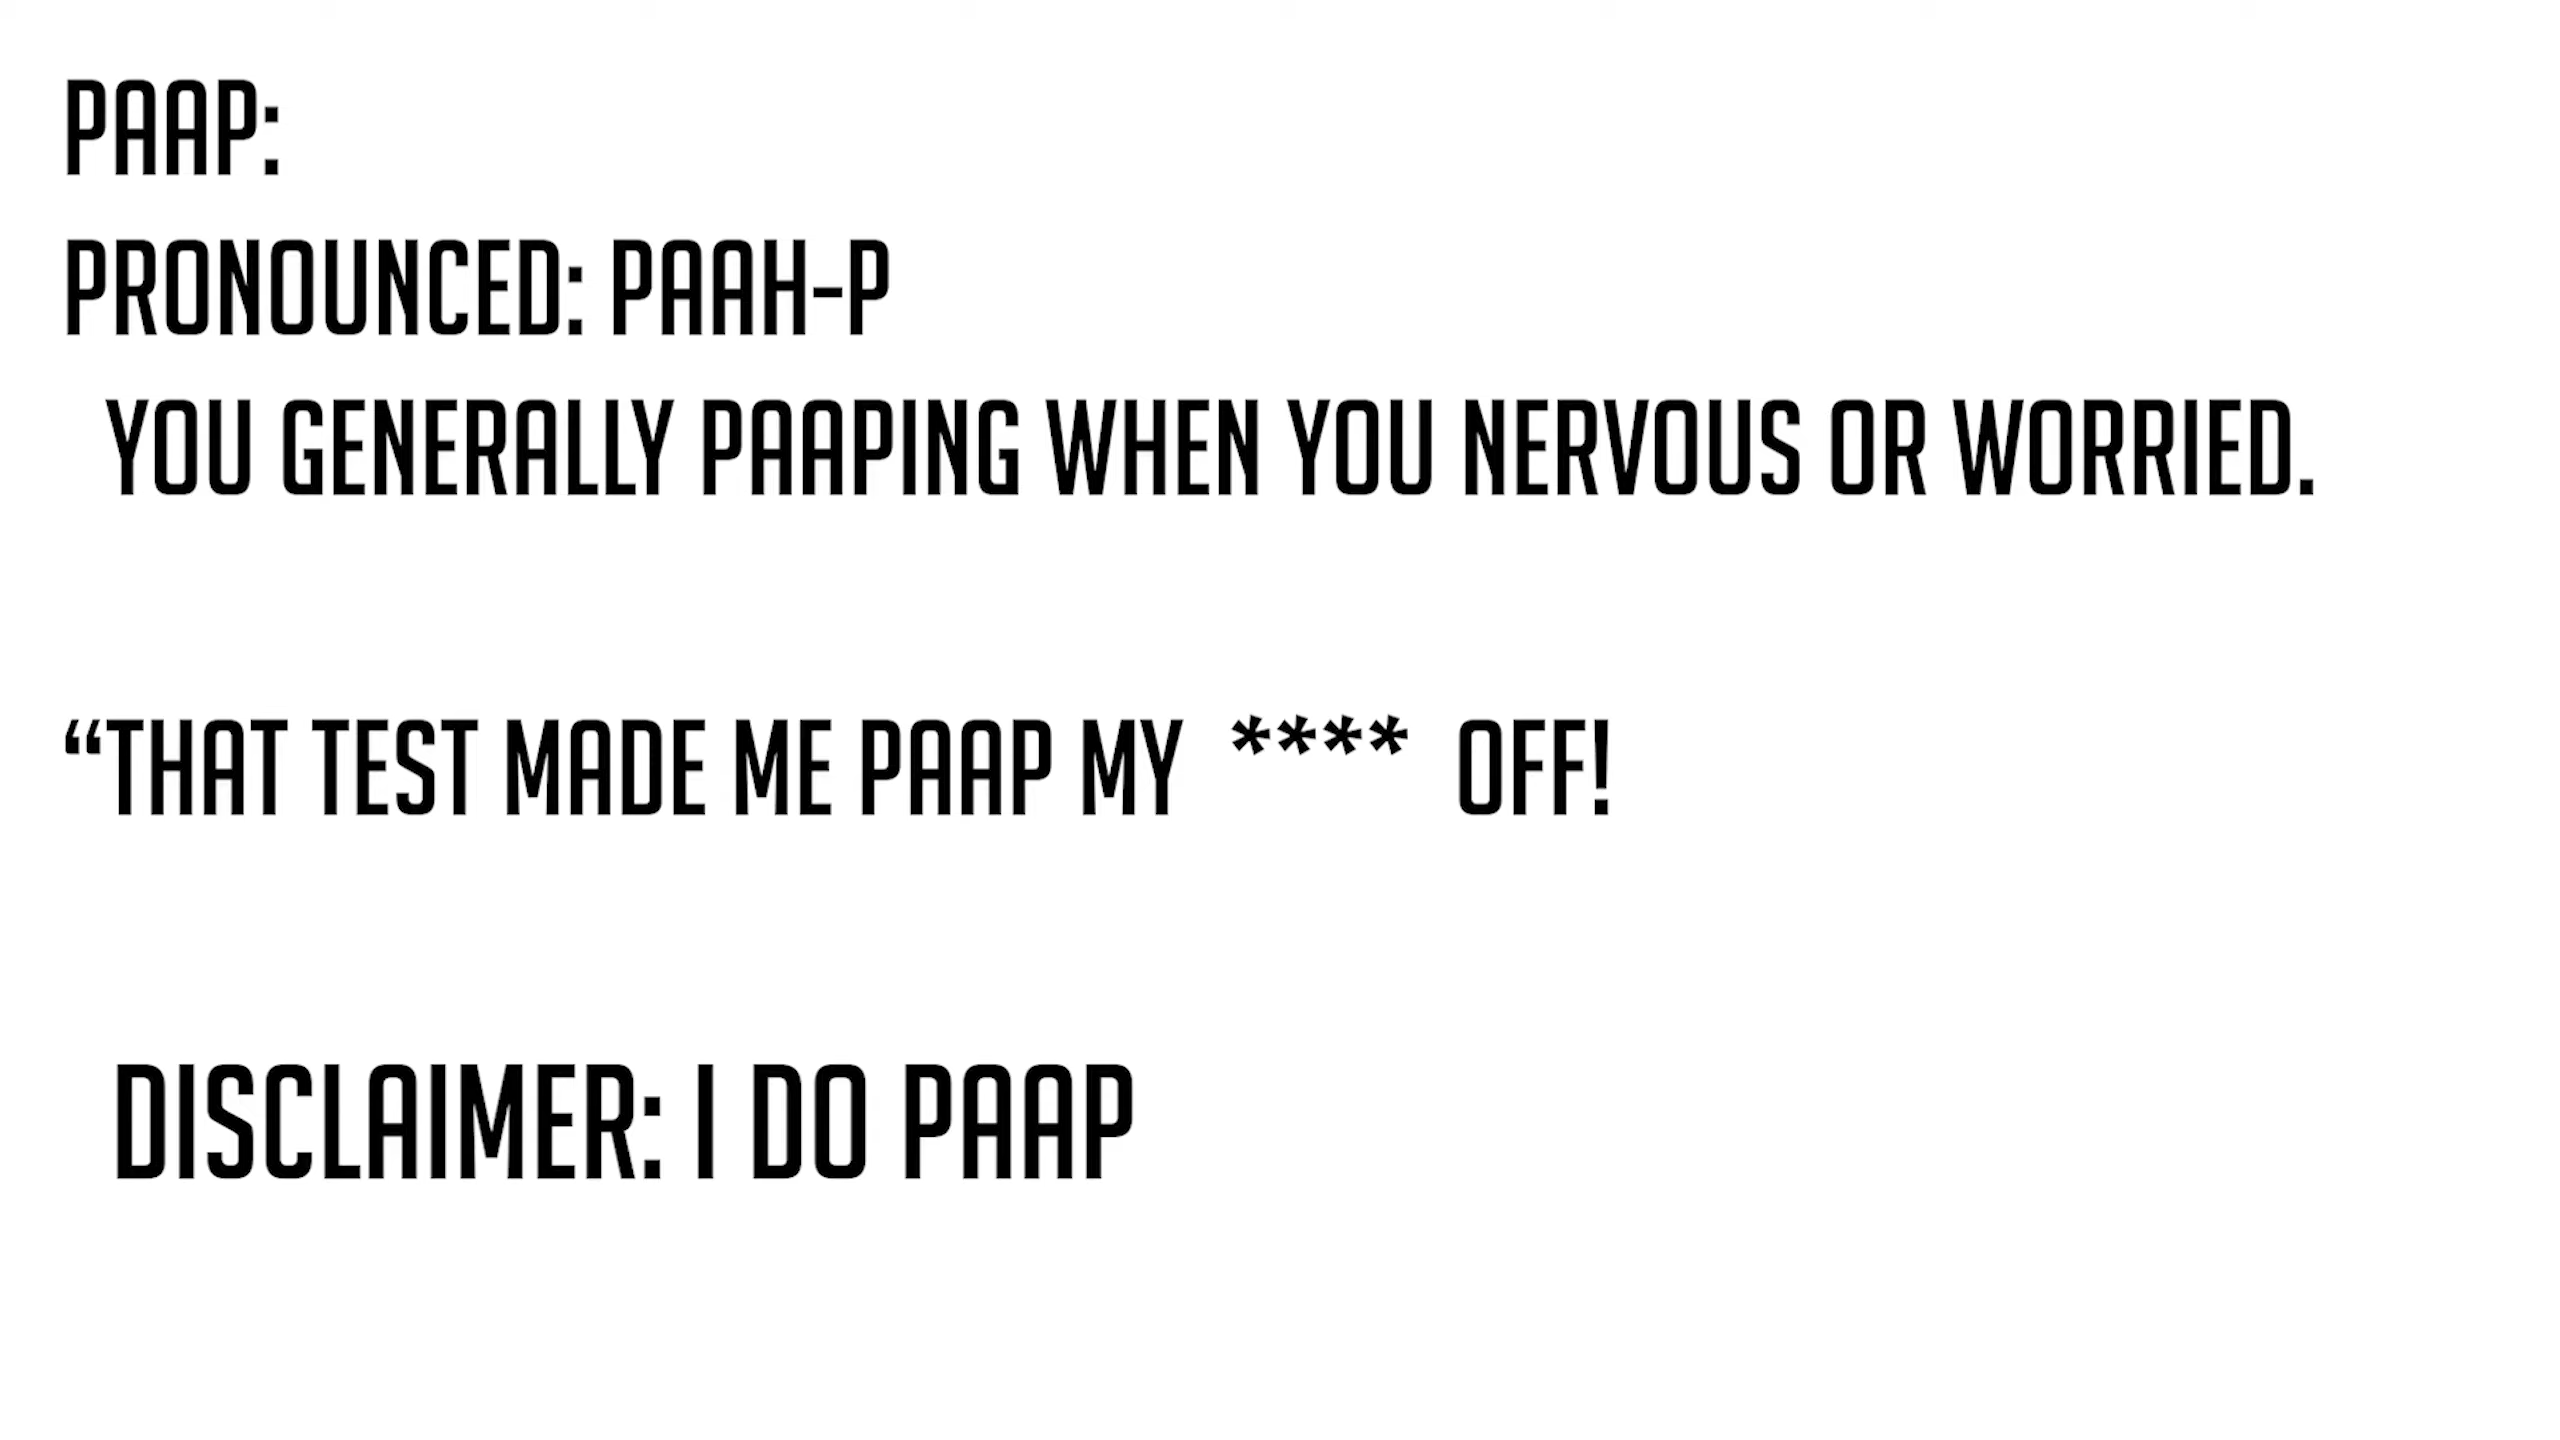 PAAP:
PRONOUNCED: PAAH-P
YOU GENERALLY PAAPING WHEN YOU NERVOUS OR WORRIED.
“THAT TEST MADE ME PAAP MY **** OFF!
DISCLAIMER: I DO PAAP